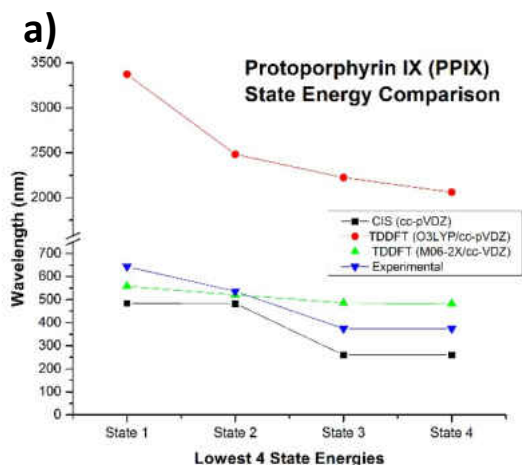 a)
Protoporphyrin IX (PPIX)
State Energy Comparison
Wavelength (nm)
3500
3000
2500
2000
700
600
500
400
300
200
100
0
CIS (cc-pVDZ)
TDDFT (O3LYP/cc-pVDZ)
TDDFT (M06-2X/cc-VDZ)
Experimental
State 1 State 2 State 3 State 4
Lowest 4 State Energies